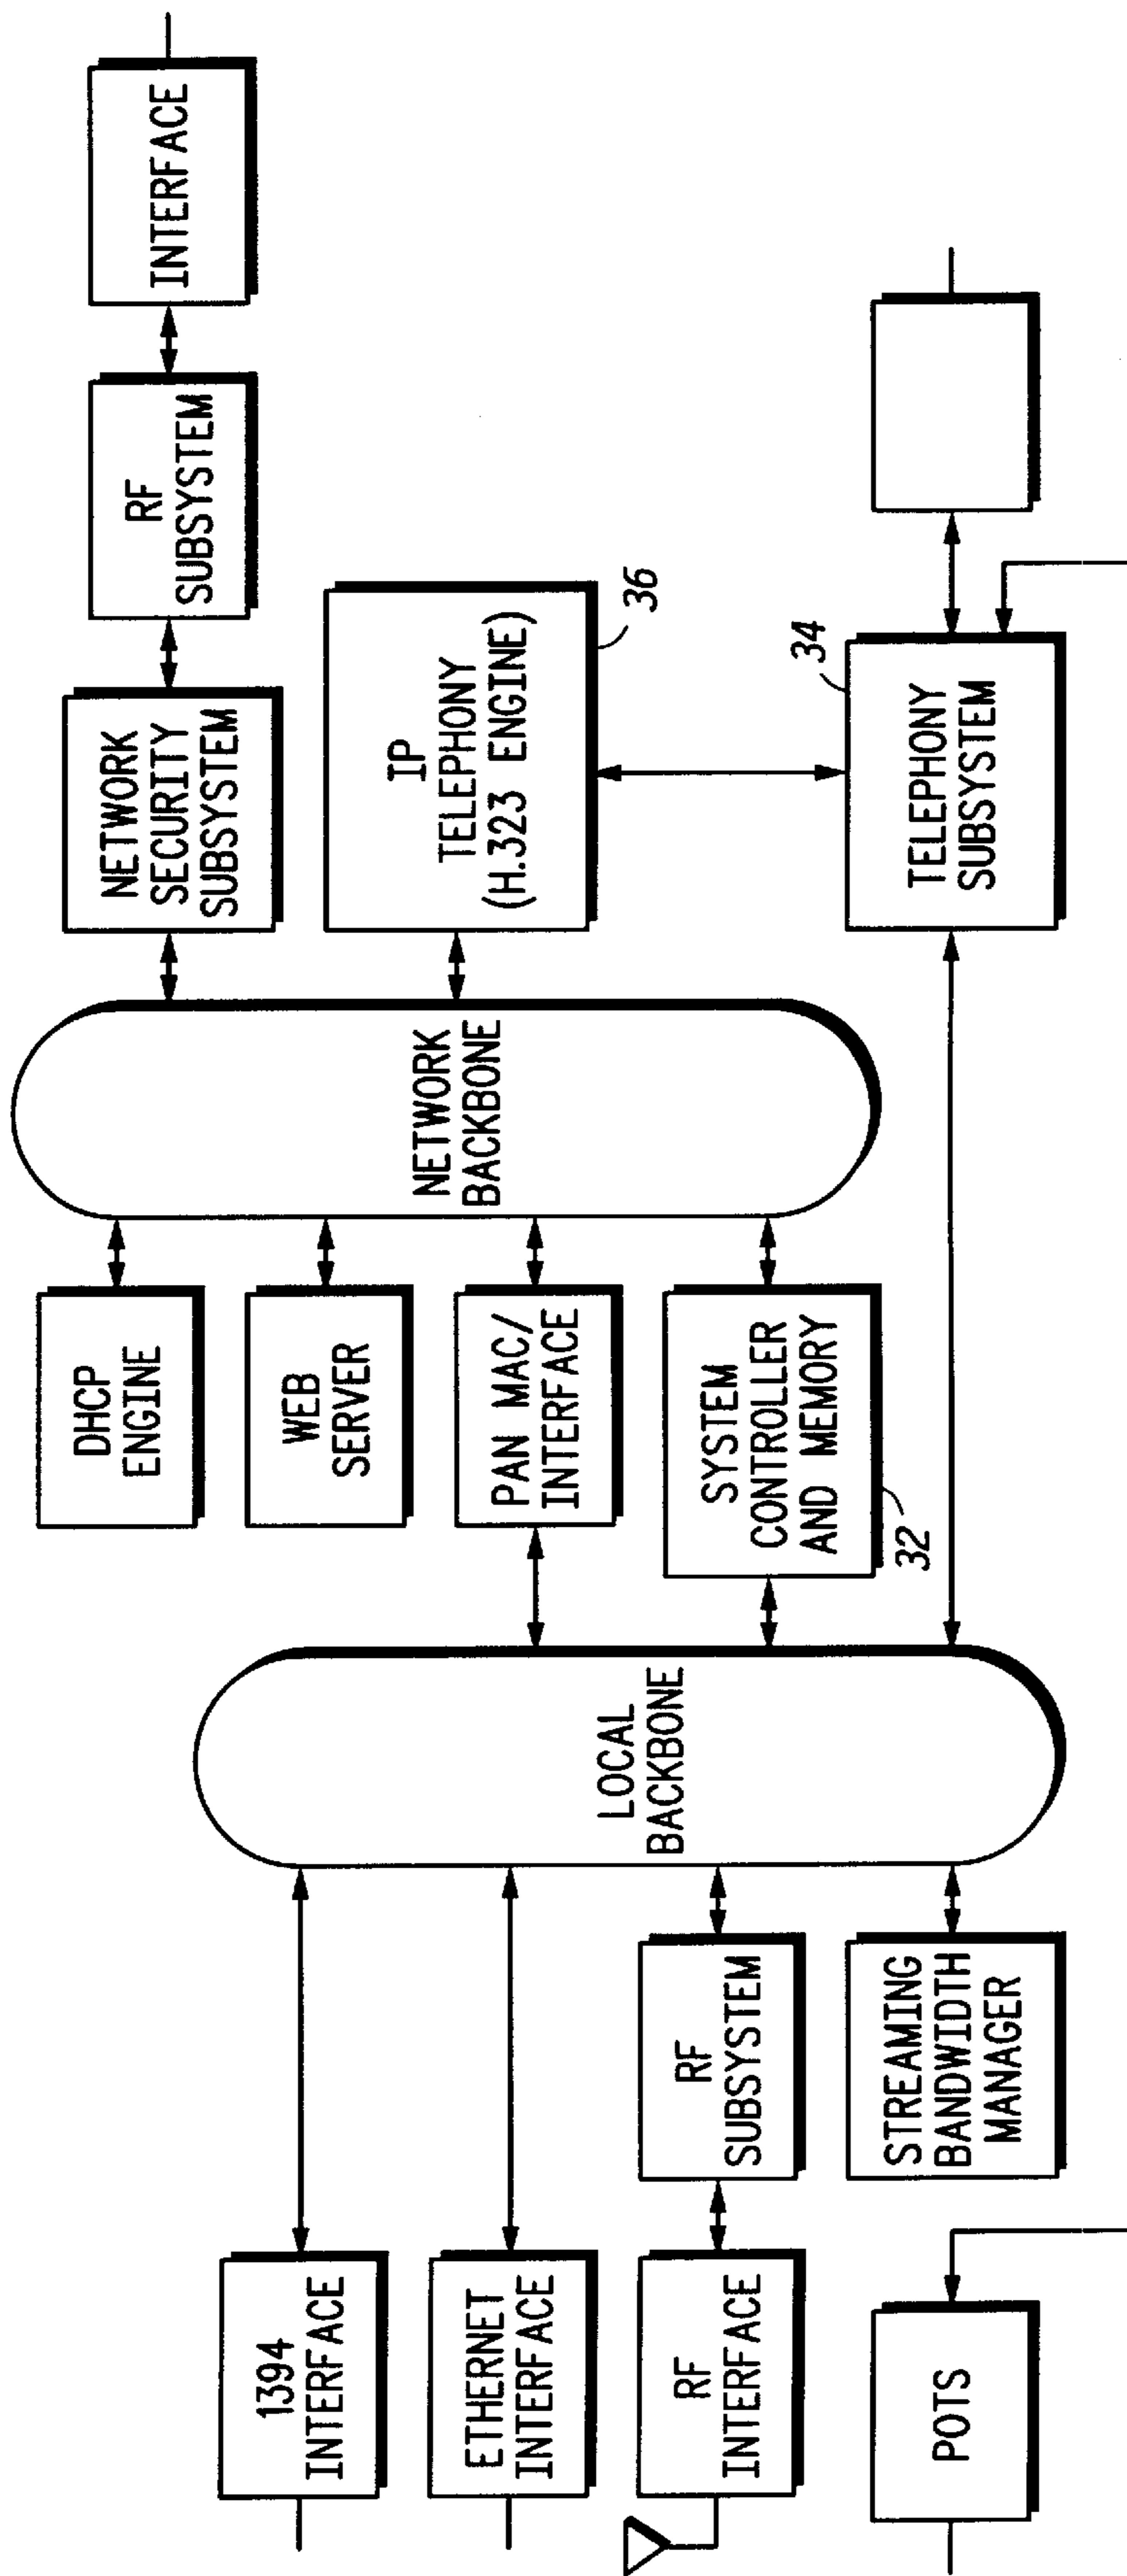 1394
INTERFACE
ETHERNET
INTERFACE
RF
INTERFACE
POTS
RF
SUBSYSTEM
STREAMING
BANDWIDTH
MANAGER
LOCAL
BACKBONE
DHCP
ENGINE
WEB
SERVER
PAN MAC/
INTERFACE
SYSTEM
CONTROLLER
AND MEMORY
32
NETWORK
BACKBONE
NETWORK
SECURITY
SUBSYSTEM
RF
SUBSYSTEM
INTERFACE
IP
TELEPHONY
(H.323 ENGINE)
36
34
TELEPHONY
SUBSYSTEM